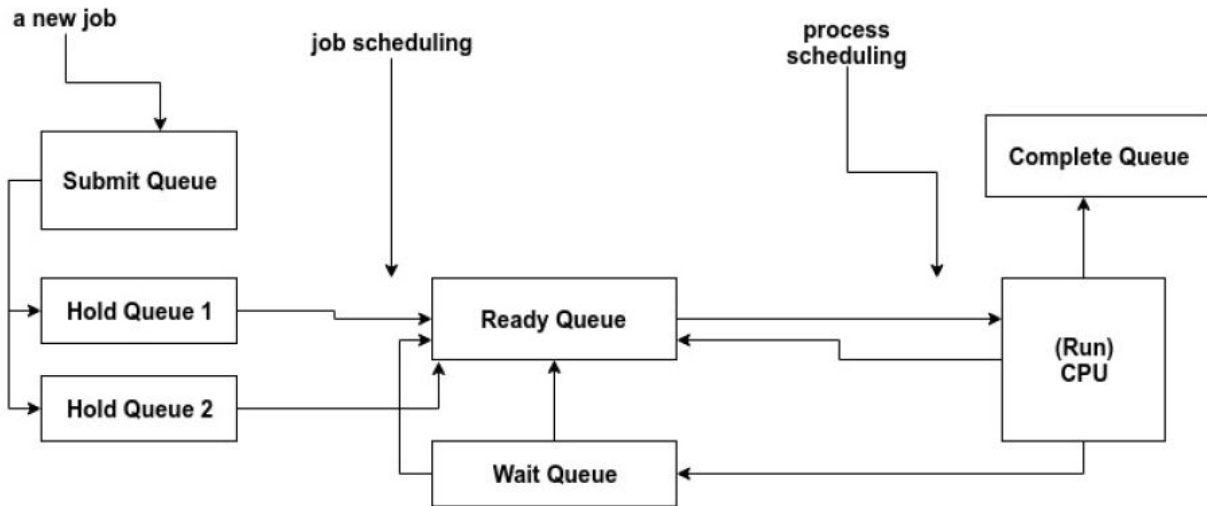 a new job
job scheduling
process
scheduling
Submit Queue
Complete Queue
Hold Queue 1
Ready Queue
(Run)
CPU
Hold Queue 2
Wait Queue